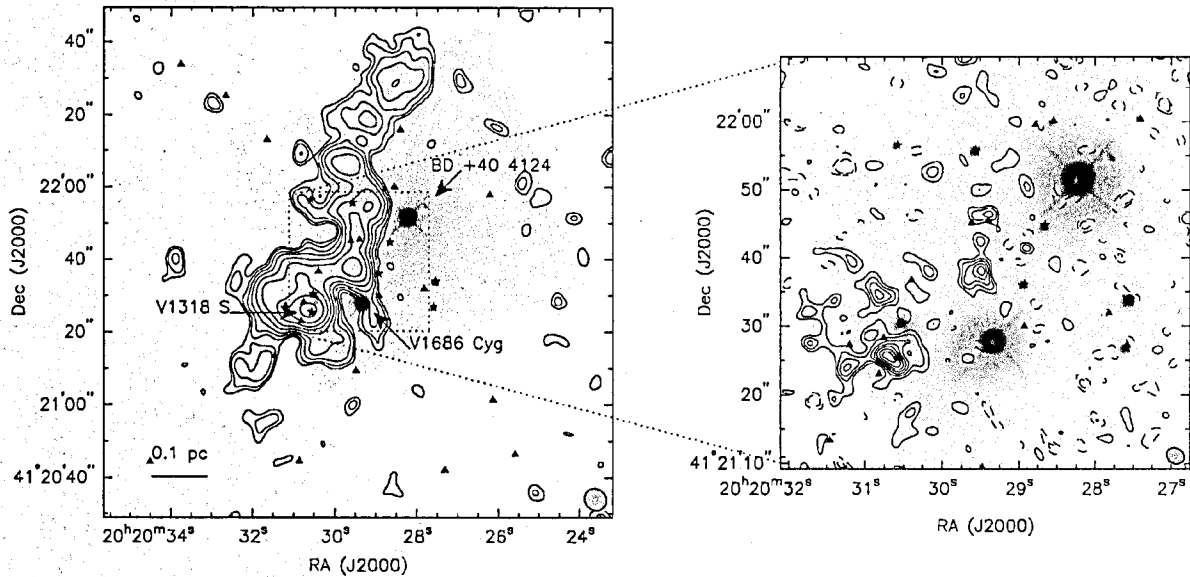 40"
20"
22'00"
40"
20"
21'00"
41°20'40"
Dec (J2000)
BD +40 4124
V1318 S
V1686 Cyg
0.1 pc
20ʰ20ᵐ34ˢ
32ˢ
30ˢ
28ˢ
26ˢ
24ˢ
RA (J2000)
22'00"
50"
40"
30"
20"
41°21'10"
Dec (J2000)
20ʰ20ᵐ32ˢ
31ˢ
30ˢ
29ˢ
28ˢ
27ˢ
RA (J2000)